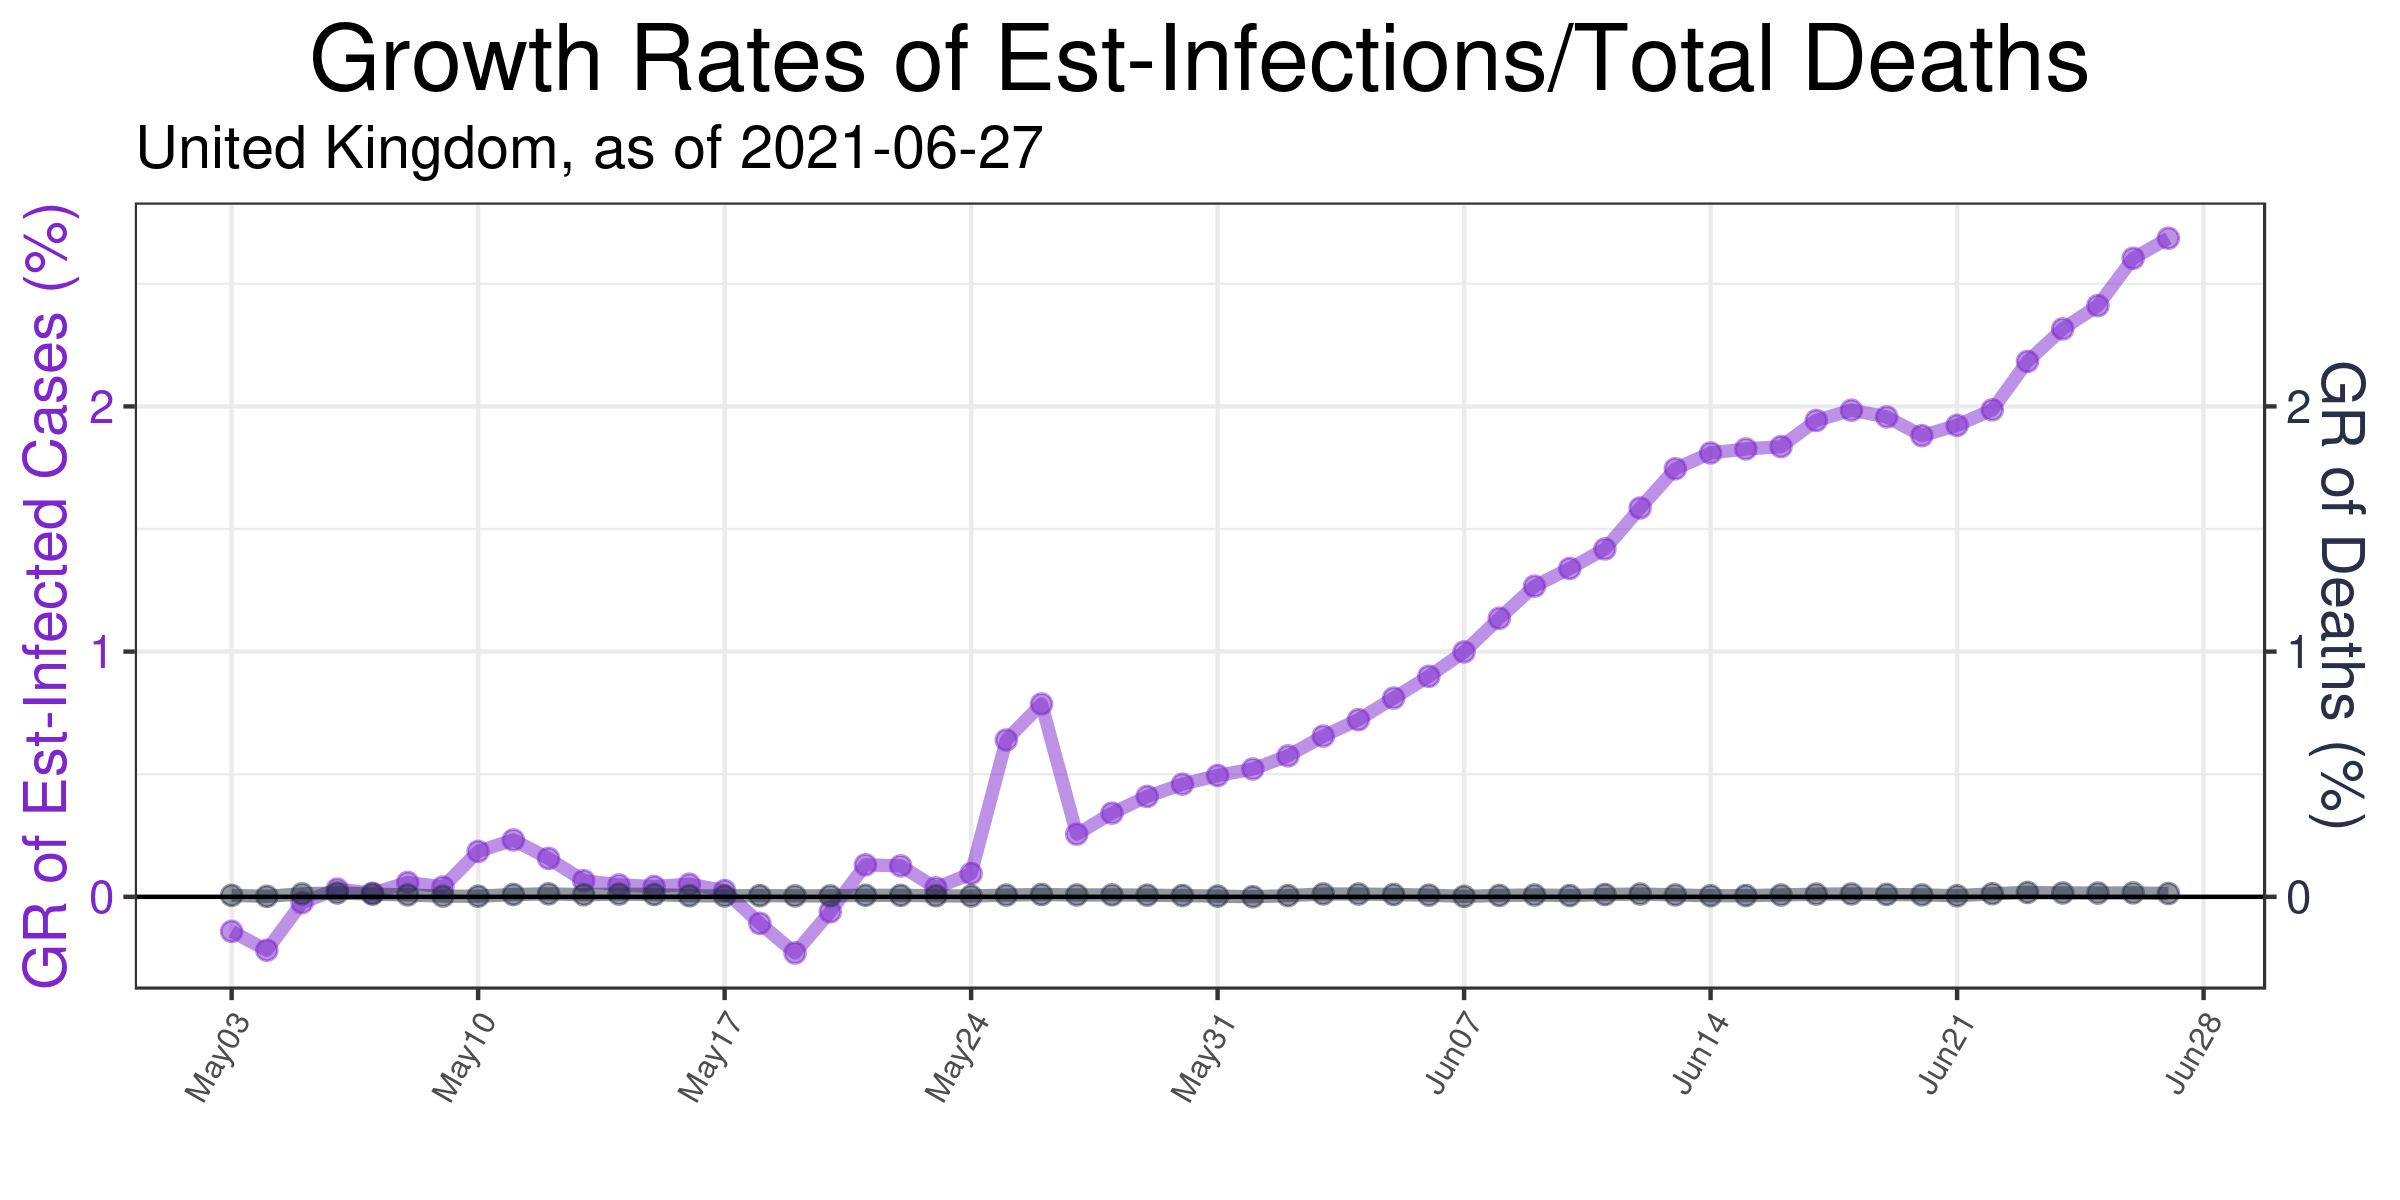 Growth Rates of Est-Infections/Total Deaths
United Kingdom, as of 2021-06-27
GR of Est-Infected Cases (%)
2
1
0
2
1
0
GR of Deaths (%)
May03
May10
May17
May24
May31
Jun07
Jun14
Jun21
Jun28